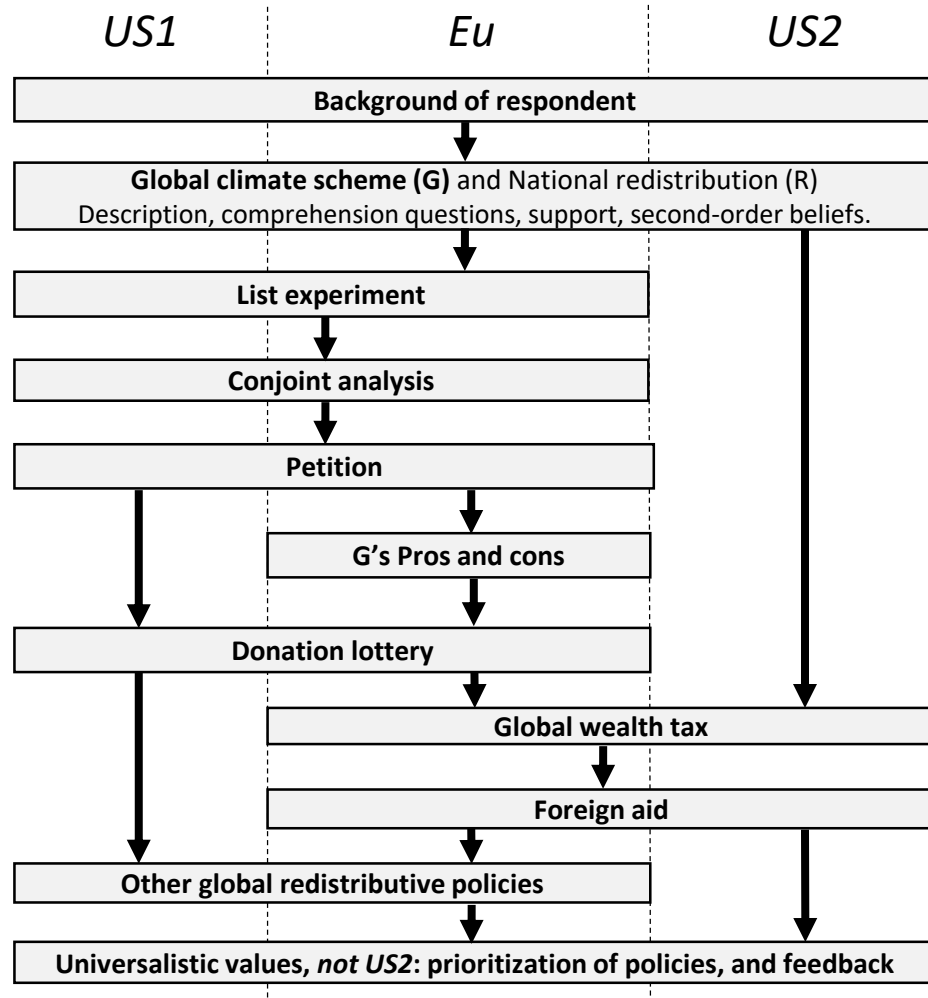 US1 Eu US2
Background of respondent
Global climate scheme (G) and National redistribution (R)
Description, comprehension questions, support, second-order beliefs.
List experiment
Conjoint analysis
Petition
G's Pros and cons
Donation lottery
Global wealth tax
Foreign aid
Other global redistributive policies
Universalistic values, not US2: prioritization of policies, and feedback